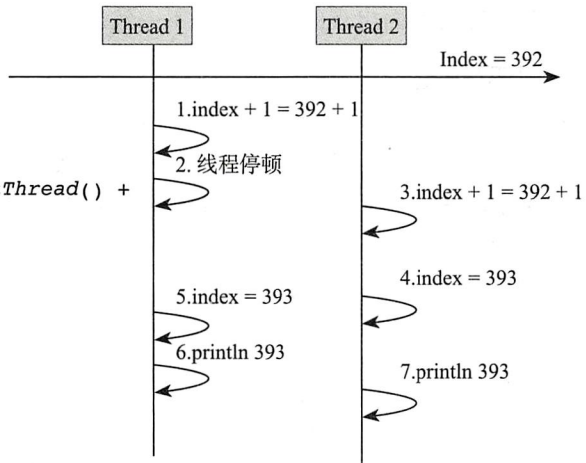 Thread 1
Thread 2
Index = 392
1.index + 1 = 392 + 1
2. 线程停顿
Thread() +
3.index + 1 = 392 + 1
4.index = 393
5.index = 393
6.println 393
7.println 393